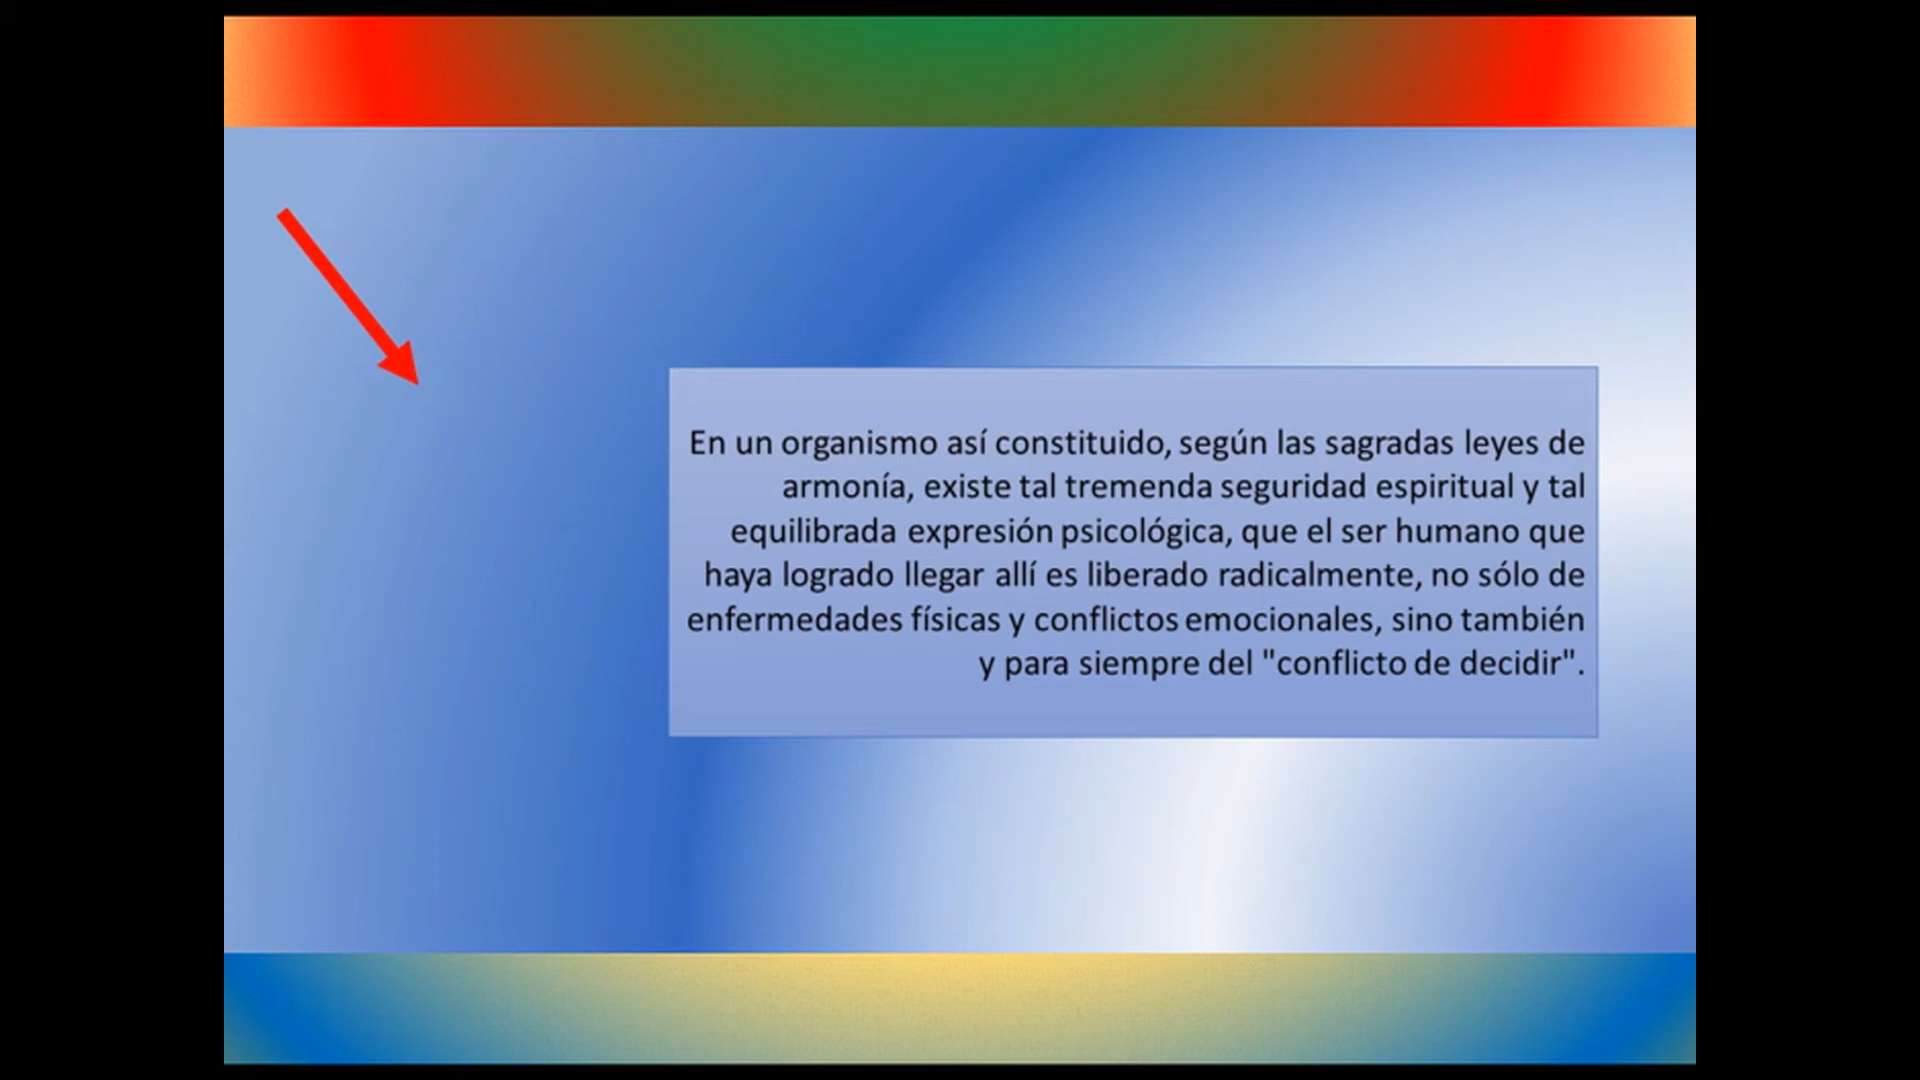 En un organismo así constituido, según las sagradas leyes de
armonía, existe tal tremenda seguridad espiritual y tal
equilibrada expresión psicológica, que el ser humano que
haya logrado llegar allí es liberado radicalmente, no sólo de
enfermedades físicas y conflictos emocionales, sino también
y para siempre del "conflicto de decidir".